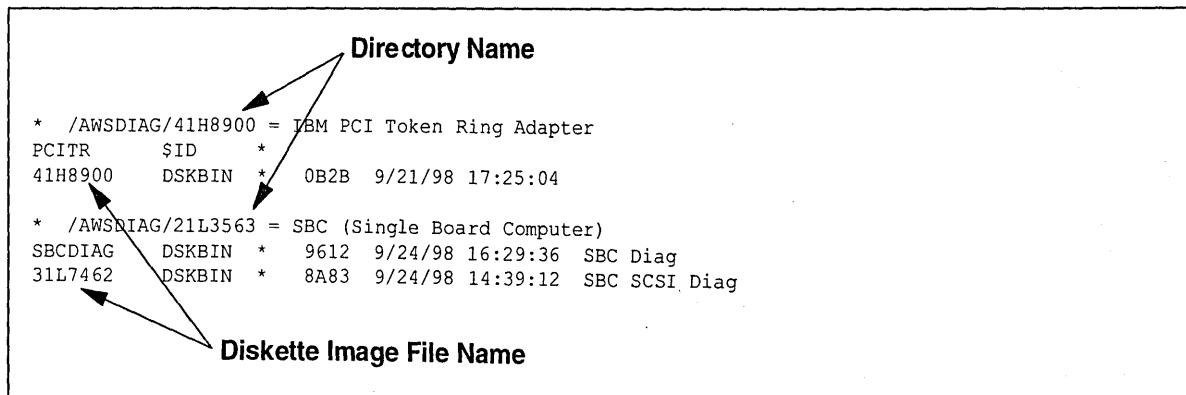 Directory Name
* /AWSDIAG/41H8900 = IBM PCI Token Ring Adapter
PCITR $ID *
41H8900 DSKBIN * 0B2B 9/21/98 17:25:04
* /AWSDIAG/21L3563 = SBC (Single Board Computer)
SBCDIAG DSKBIN * 9612 9/24/98 16:29:36 SBC Diag
31L7462 DSKBIN * 8A83 9/24/98 14:39:12 SBC SCSI Diag
Diskette Image File Name